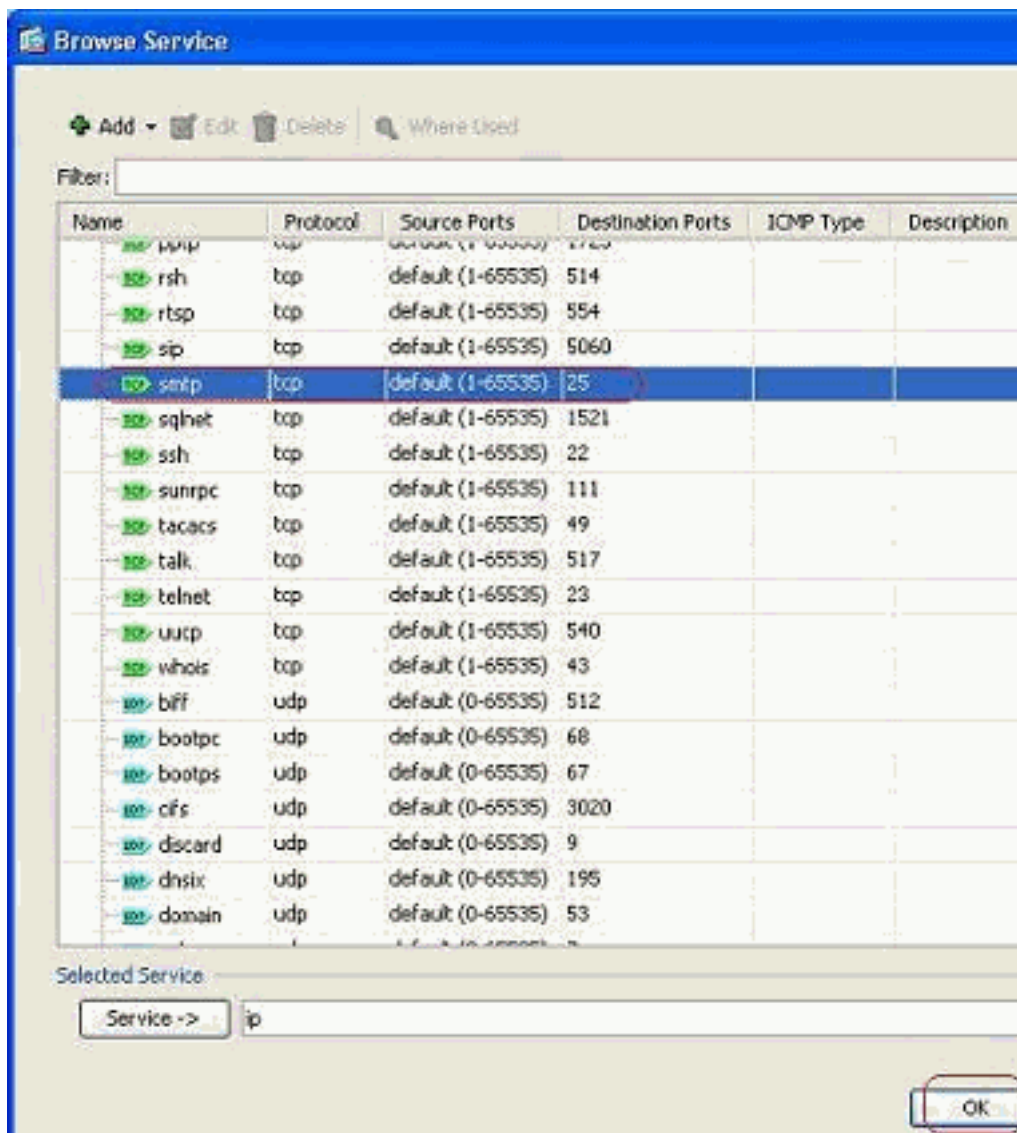 Browse Service
Add Edit Delete Where Used
Filter:
Name Protocol Source Ports Destination Ports ICMP Type Description
pptp tcp default (1-65535) 1723
rsh tcp default (1-65535) 514
rtsp tcp default (1-65535) 554
sip tcp default (1-65535) 5060
smtp tcp default (1-65535) 25
sqlnet tcp default (1-65535) 1521
ssh tcp default (1-65535) 22
sunrpc tcp default (1-65535) 111
tacacs tcp default (1-65535) 49
talk tcp default (1-65535) 517
telnet tcp default (1-65535) 23
uucp tcp default (1-65535) 540
whois tcp default (1-65535) 43
biff udp default (0-65535) 512
bootpc udp default (0-65535) 68
bootps udp default (0-65535) 67
cifs udp default (0-65535) 3020
discard udp default (0-65535) 9
dnsix udp default (0-65535) 195
domain udp default (0-65535) 53
Selected Service
Service -> ip
OK